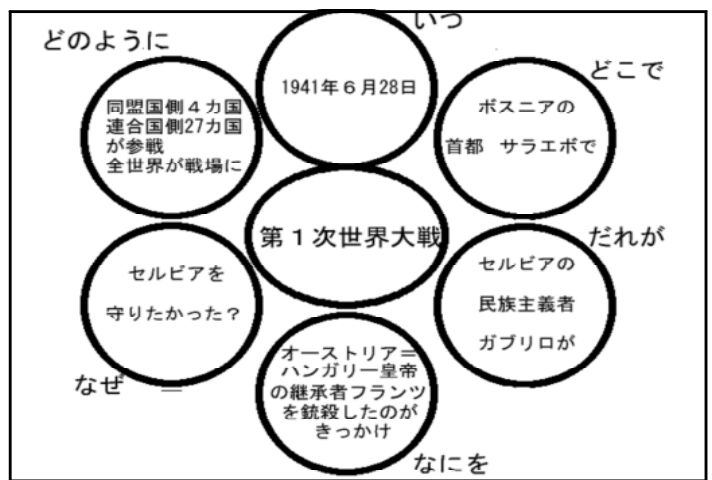 いつ
1941年６月28日
どこで
ボスニアの
首都　サラエボで
だれが
セルビアの
民族主義者
ガブリロが
なにを
オーストリア＝
ハンガリー皇帝
の継承者フランツ
を銃殺したのが
きっかけ
なぜ
セルビアを
守りたかった？
どのように
同盟国側４カ国
連合国側27カ国
が参戦
全世界が戦場に
第１次世界大戦